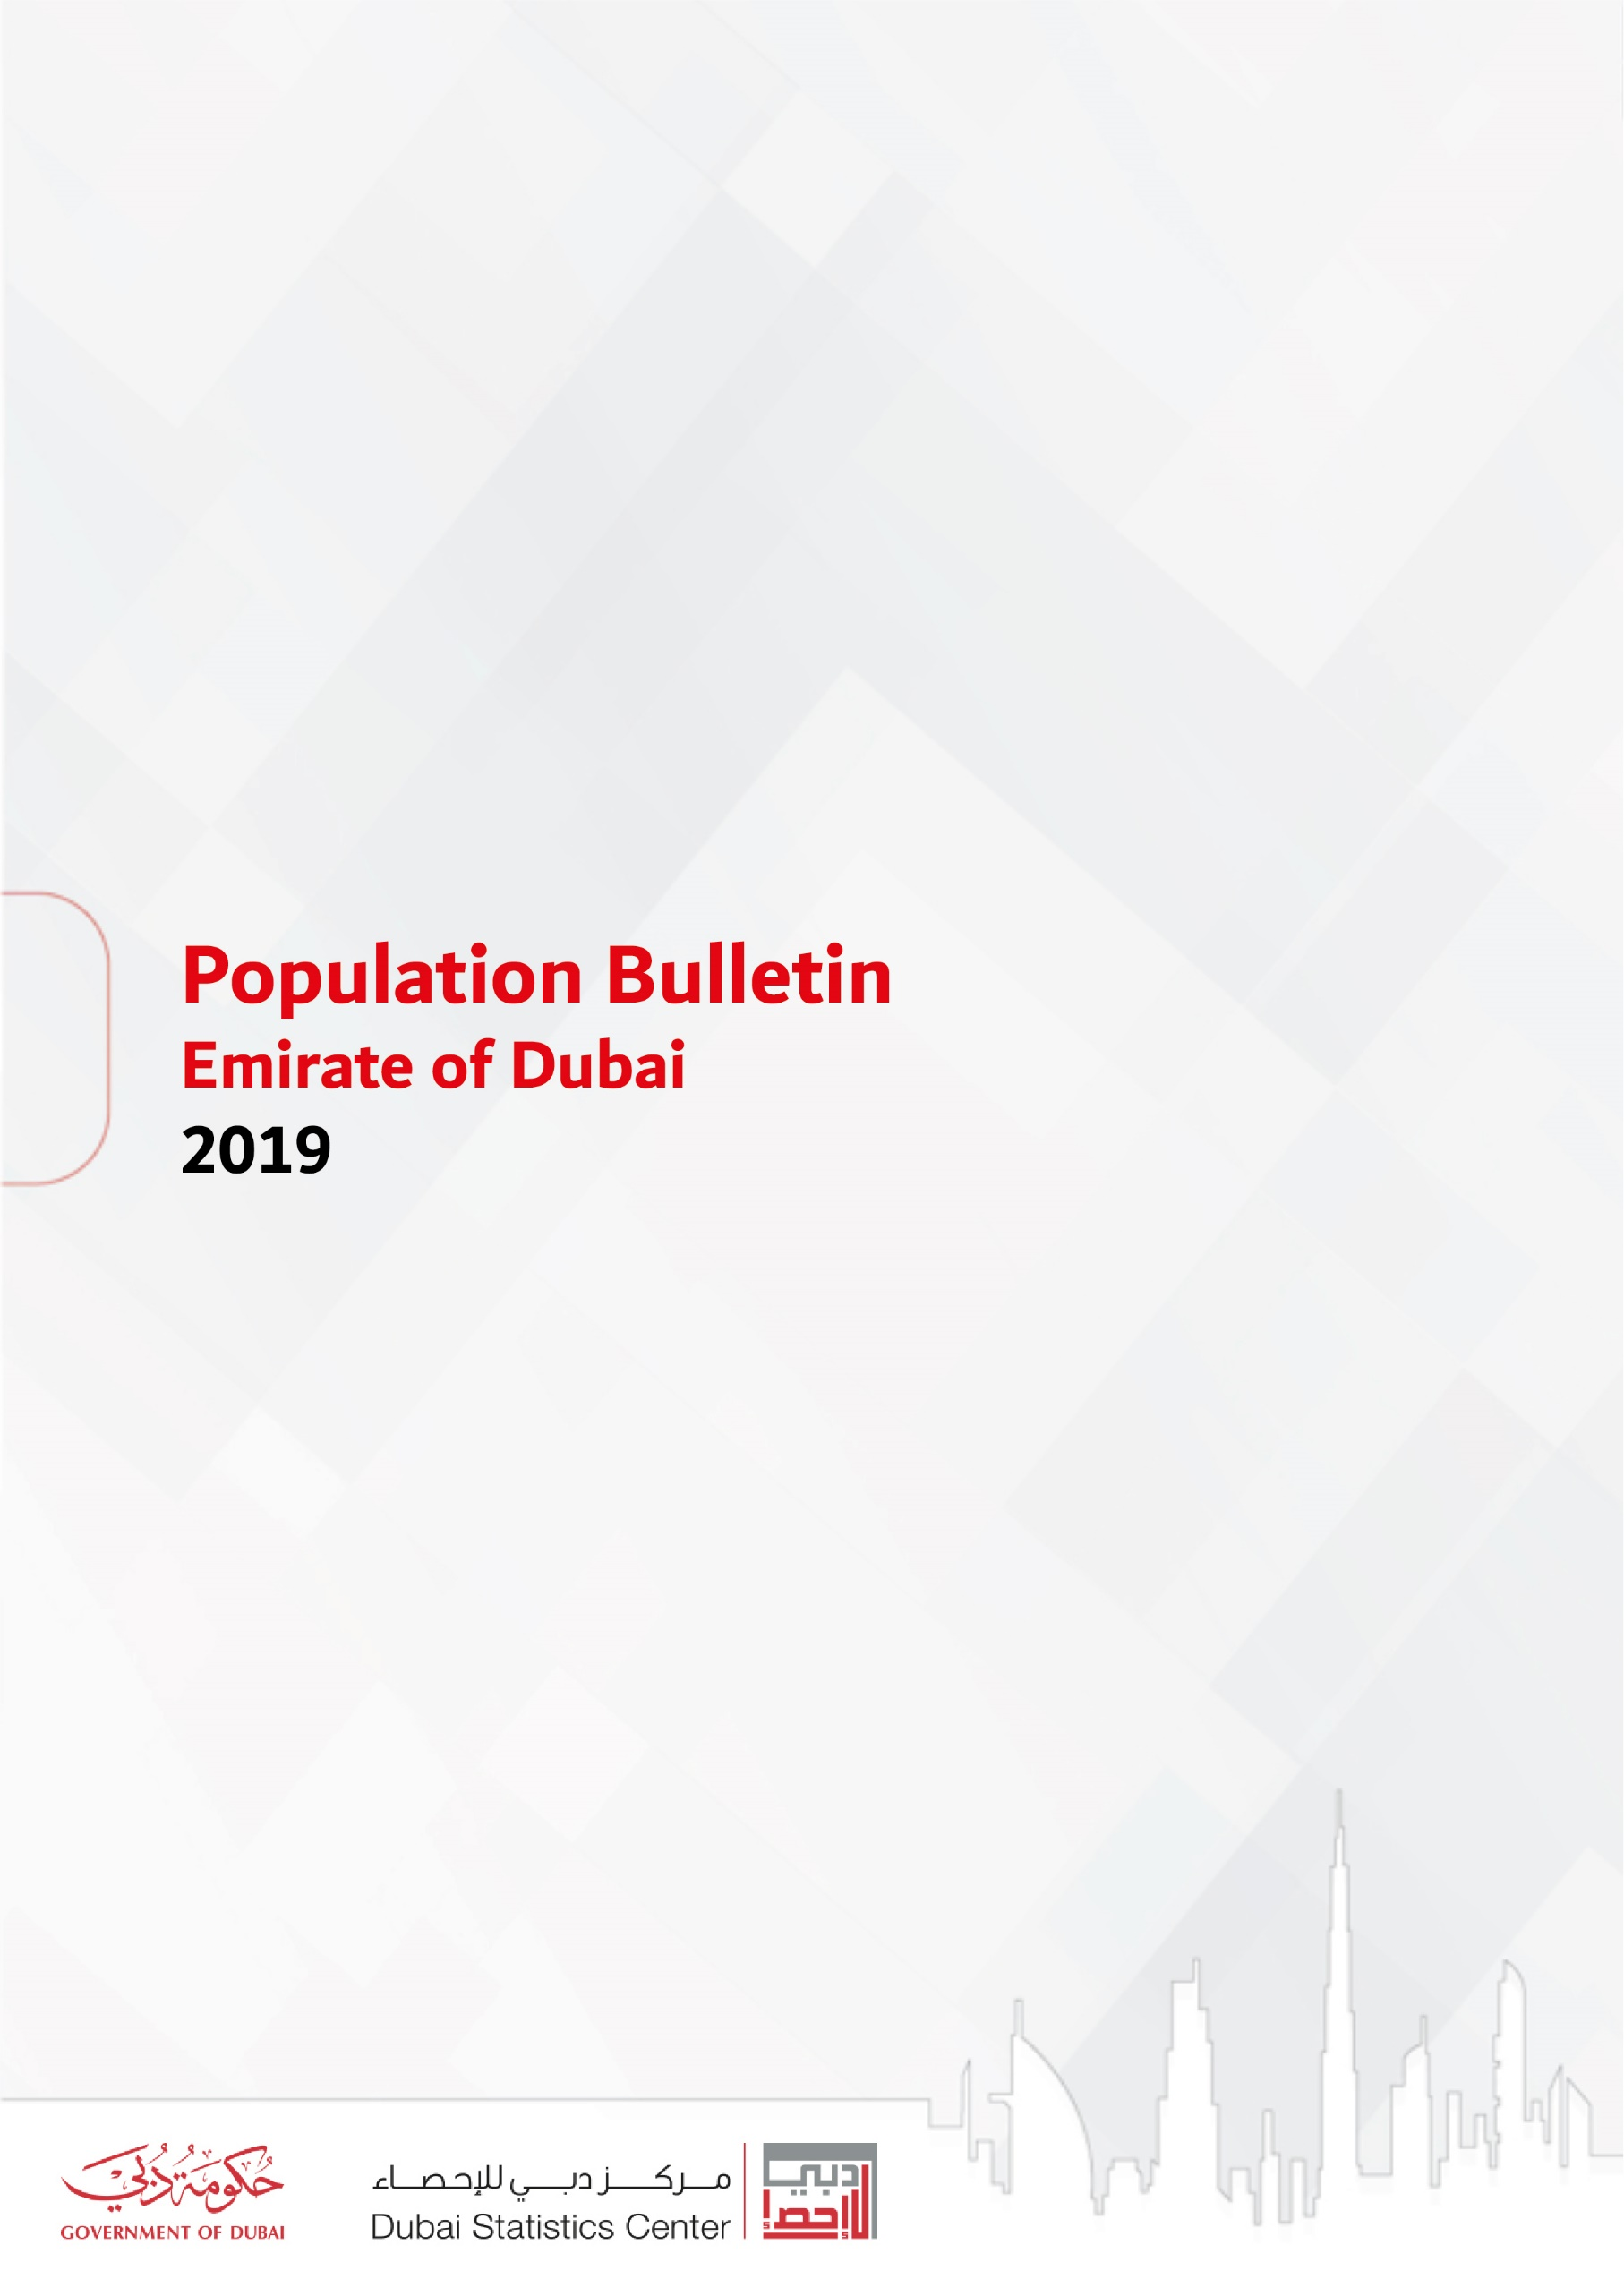 Population Bulletin
Emirate of Dubai
2019
حكومة دبي
GOVERNMENT OF DUBAI
مركز دبي للإحصاء
Dubai Statistics Center
دبي
للإحصاء